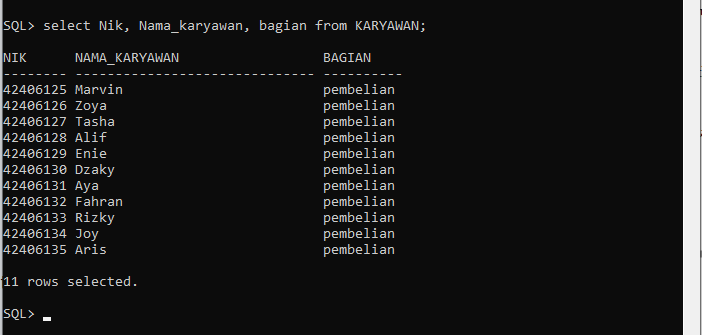 SQL> select Nik, Nama_karyawan, bagian from KARYAWAN;
NIK      NAMA_KARYAWAN                  BAGIAN
-------- ------------------------------ ----------
42406125 Marvin                         pembelian
42406126 Zoya                           pembelian
42406127 Tasha                          pembelian
42406128 Alif                           pembelian
42406129 Enie                           pembelian
42406130 Dzaky                          pembelian
42406131 Aya                            pembelian
42406132 Fahran                         pembelian
42406133 Rizky                          pembelian
42406134 Joy                            pembelian
42406135 Aris                           pembelian
11 rows selected.
SQL>